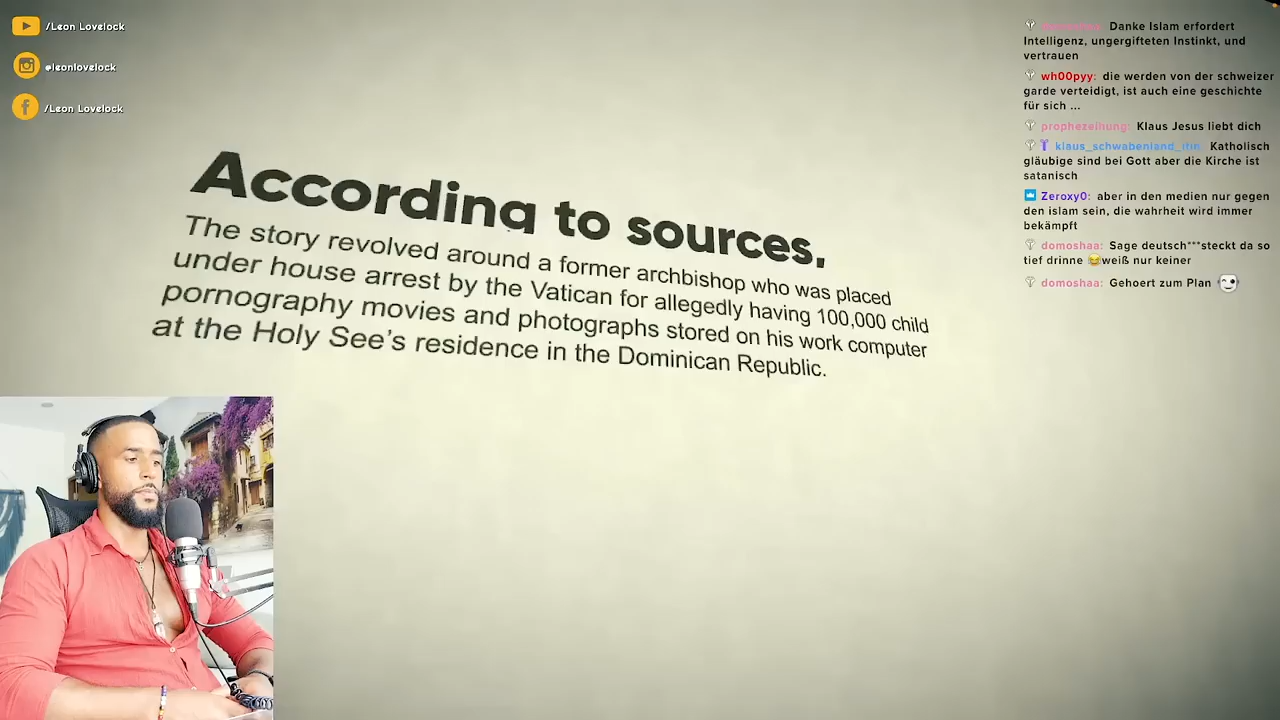 /Leon Lovelock
@leonlovelock
/Leon Lovelock
According to sources,
The story revolved around a former archbishop who was placed
under house arrest by the Vatican for allegedly having 100,000 child
pornography movies and photographs stored on his work computer
at the Holy See's residence in the Dominican Republic.
Danke Islam erfordert
Intelligenz, ungergifteten Instinkt, und
vertrauen
wh00pyy: die werden von der schweizer
garde verteidigt, ist auch eine geschichte
für sich ...
prophezeihung: Klaus Jesus liebt dich
klaus_schwabenland_itin: Katholisch
gläubige sind bei Gott aber die Kirche ist
satanisch
Zeroxy0: aber in den medien nur gegen
den islam sein, die wahrheit wird immer
bekämpft
domoshaa: Sage deutsch***steckt da so
tief drinne 😂weiß nur keiner
domoshaa: Gehoert zum Plan